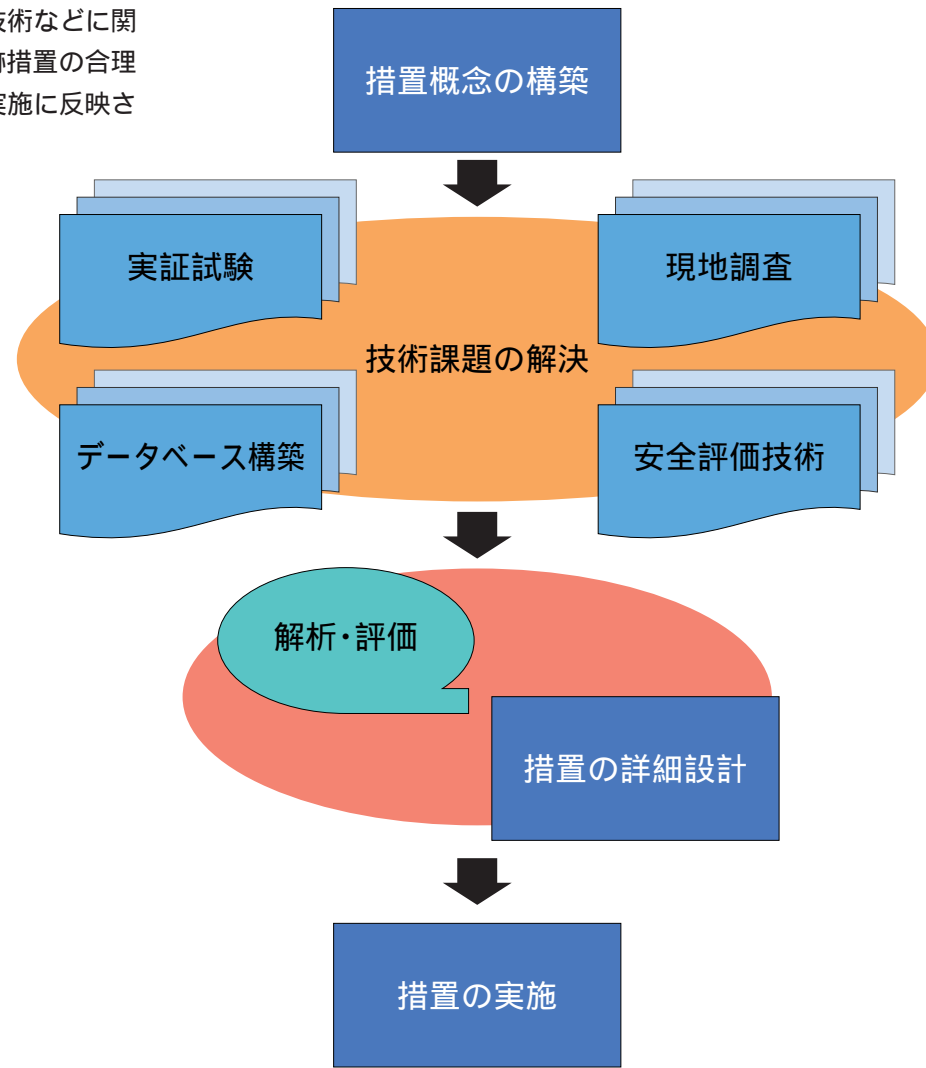 技術などに関
跡措置の合理
実施に反映さ
措置概念の構築
実証試験
現地調査
技術課題の解決
データベース構築
安全評価技術
解析・評価
措置の詳細設計
措置の実施